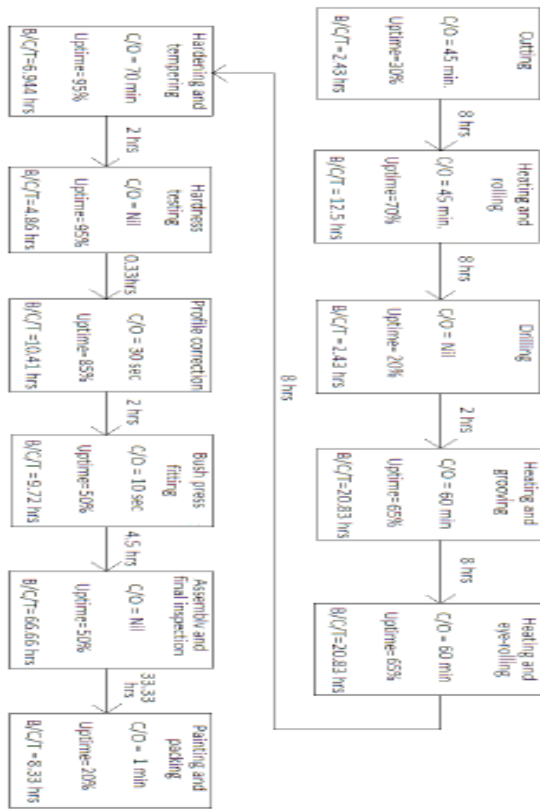 Cutting
C/O = 45 min.
Uptime=30%
B/C/T=2.43 hrs
8 hrs
Heating and
rolling
C/O = 45 min.
Uptime=70%
B/C/T= 12.5 hrs
8 hrs
Drilling
C/O = Nil
Uptime= 20%
B/C/T= 2.43 hrs
2 hrs
Heating and
grooving
C/O = 60 min
Uptime=65%
B/C/T=20.83 hrs
8 hrs
Heating and
eye-rolling
C/O = 60 min
Uptime=65%
B/C/T=20.83 hrs
8 hrs
Hardening and
tempering
C/O = 70 min
Uptime=95%
B/C/T=6.944 hrs
2 hrs
Hardness
testing
C/O = Nil
Uptime=95%
B/C/T=4.86 hrs
0.33hrs
Profile correction
C/O = 30 sec
Uptime=85%
B/C/T=10.41 hrs
2 hrs
Bush press
fitting
C/O = 10 sec
Uptime=50%
B/C/T=9.72 hrs
4.5 hrs
Assembly and
final inspection
C/O = Nil
Uptime=50%
B/C/T=66.66 hrs
33.33
hrs
Painting and
packing
C/O = 1 min
Uptime=20%
B/C/T=8.33 hrs